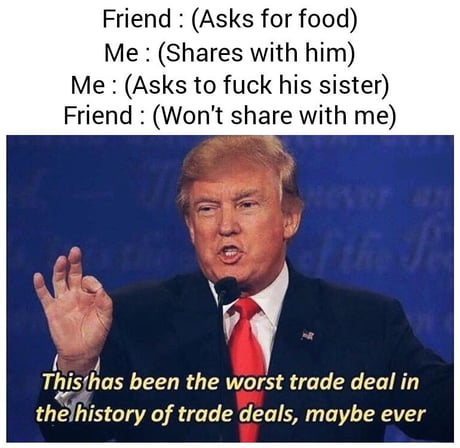 Friend : (Asks for food)
Me : (Shares with him)
Me : (Asks to fuck his sister)
Friend : (Won't share with me)
This has been the worst trade deal in
the history of trade deals, maybe ever